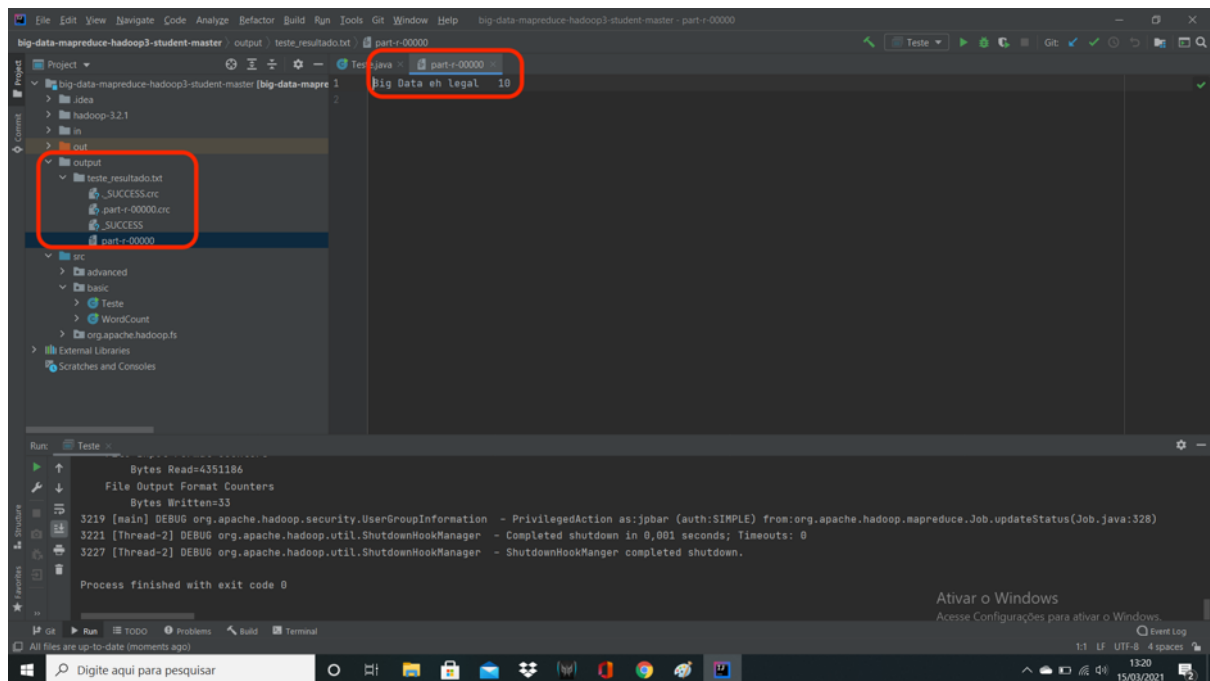 File Edit View Navigate Code Analyze Refactor Build Run Tools Git Window Help big-data-mapreduce-hadoop3-student-master - part-r-00000
big-data-mapreduce-hadoop3-student-master output teste_resultado.txt part-r-00000
Teste
Git:
Project
Teste.java
part-r-00000
big-data-mapreduce-hadoop3-student-master [big-data-mapre
.idea
hadoop-3.2.1
in
out
output
teste_resultado.txt
._SUCCESS.crc
.part-r-00000.crc
_SUCCESS
part-r-00000
src
advanced
basic
Teste
WordCount
org.apache.hadoop.fs
External Libraries
Scratches and Consoles
1 Big Data eh legal 10
2
Project
Commit
Structure
Favorites
Run: Teste
Bytes Read=4351186
File Output Format Counters
Bytes Written=33
3219 [main] DEBUG org.apache.hadoop.security.UserGroupInformation - PrivilegedAction as:jpbar (auth:SIMPLE) from:org.apache.hadoop.mapreduce.Job.updateStatus(Job.java:328)
3221 [Thread-2] DEBUG org.apache.hadoop.util.ShutdownHookManager - Completed shutdown in 0,001 seconds; Timeouts: 0
3227 [Thread-2] DEBUG org.apache.hadoop.util.ShutdownHookManager - ShutdownHookManger completed shutdown.
Process finished with exit code 0
Ativar o Windows
Acesse Configurações para ativar o Windows.
Git Run TODO Problems Build Terminal
Event Log
All files are up-to-date (moments ago)
1:1 LF UTF-8 4 spaces
Digite aqui para pesquisar
13:20
15/03/2021